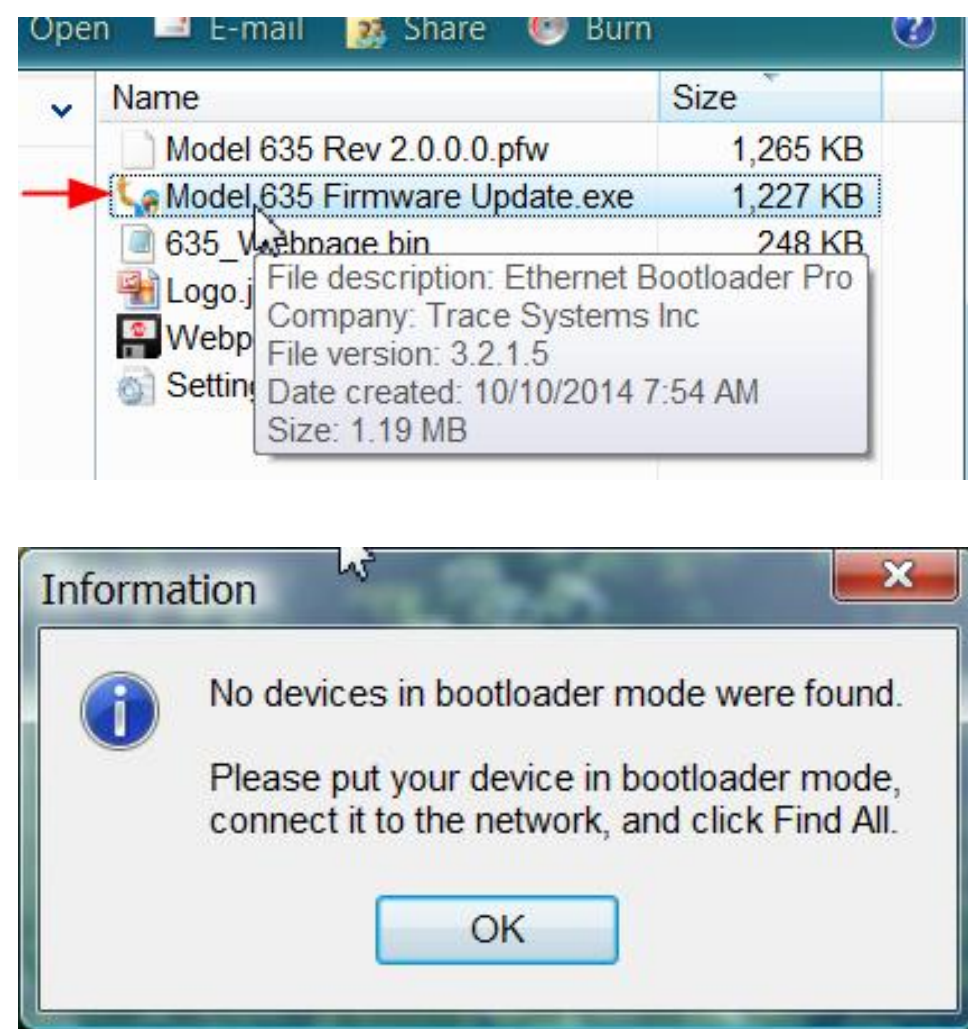 Open E-mail Share Burn ?
Name Size
Model 635 Rev 2.0.0.0.pfw 1,265 KB
Model 635 Firmware Update.exe 1,227 KB
635_Webpage.bin 248 KB
Logo.j
Webp
Setting
File description: Ethernet Bootloader Pro
Company: Trace Systems Inc
File version: 3.2.1.5
Date created: 10/10/2014 7:54 AM
Size: 1.19 MB
Information
No devices in bootloader mode were found.
Please put your device in bootloader mode,
connect it to the network, and click Find All.
OK